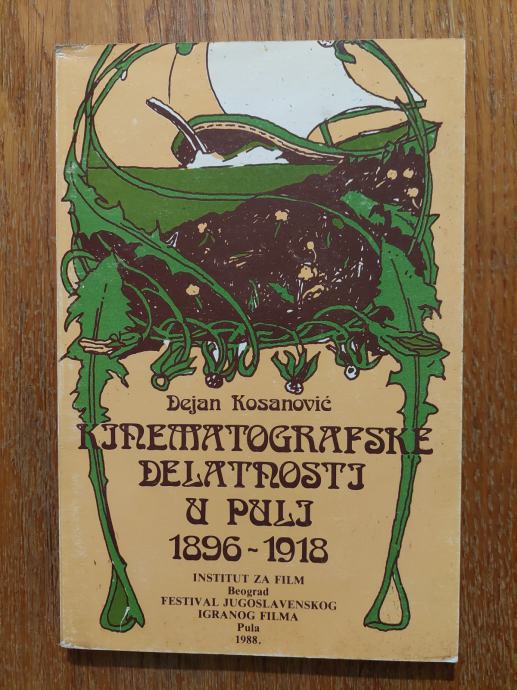 Dejan Kosanović
KINEMATOGRAFSKE
DELATNOSTI
U PULI
1896-1918
INSTITUT ZA FILM
Beograd
FESTIVAL JUGOSLAVENSKOG
IGRANOG FILMA
Pula
1988.